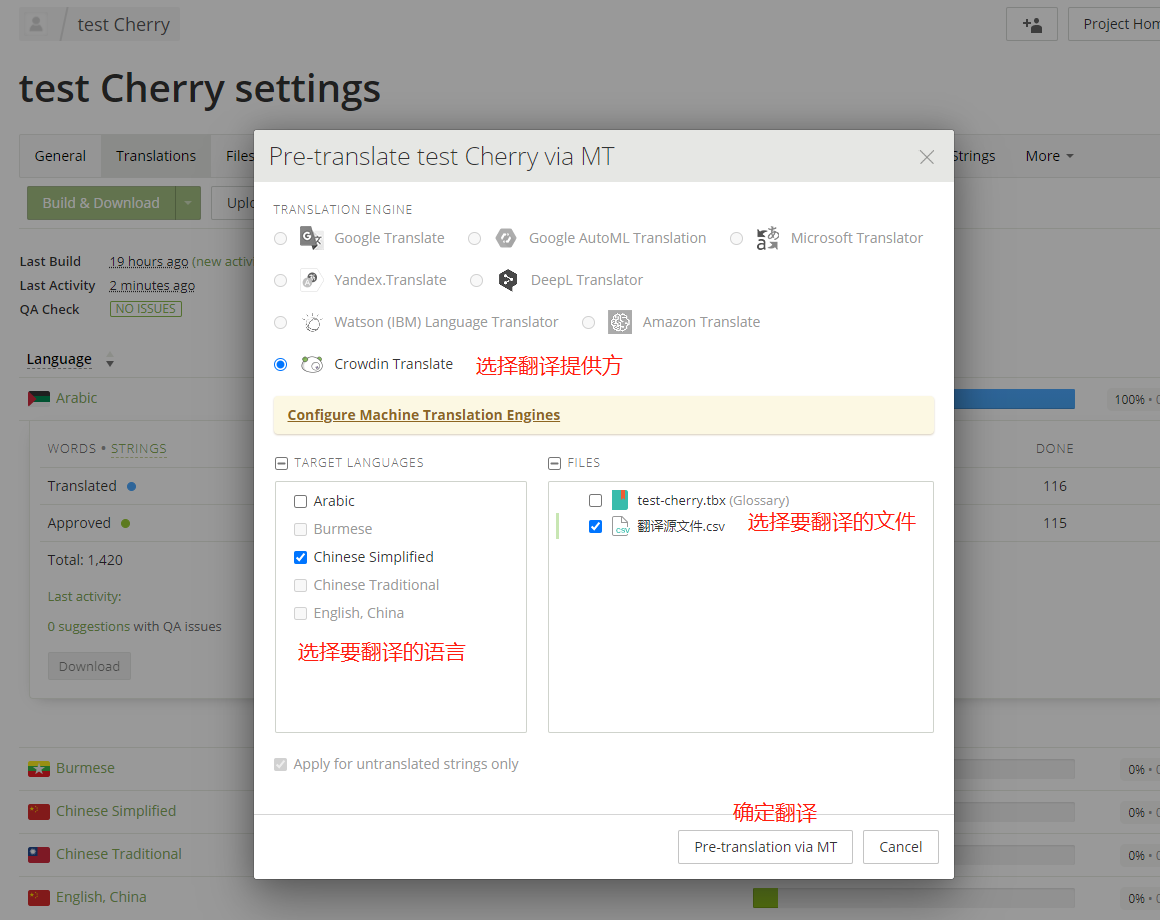 test Cherry
Project Hom
test Cherry settings
General Translations Files Strings More
Build & Download Uplo
Last Build 19 hours ago (new activ
Last Activity 2 minutes ago
QA Check NO ISSUES
Language
Arabic 100%
WORDS • STRINGS DONE
Translated 116
Approved 115
Total: 1,420
Last activity:
0 suggestions with QA issues
Download
Burmese 0%
Chinese Simplified 0%
Chinese Traditional 0%
English, China 0%
Pre-translate test Cherry via MT
TRANSLATION ENGINE
Google Translate Google AutoML Translation Microsoft Translator
Yandex.Translate DeepL Translator
Watson (IBM) Language Translator Amazon Translate
Crowdin Translate 选择翻译提供方
Configure Machine Translation Engines
TARGET LANGUAGES
Arabic
Burmese
Chinese Simplified
Chinese Traditional
English, China
选择要翻译的语言
FILES
test-cherry.tbx (Glossary)
CSV 翻译源文件.csv 选择要翻译的文件
Apply for untranslated strings only
确定翻译
Pre-translation via MT Cancel